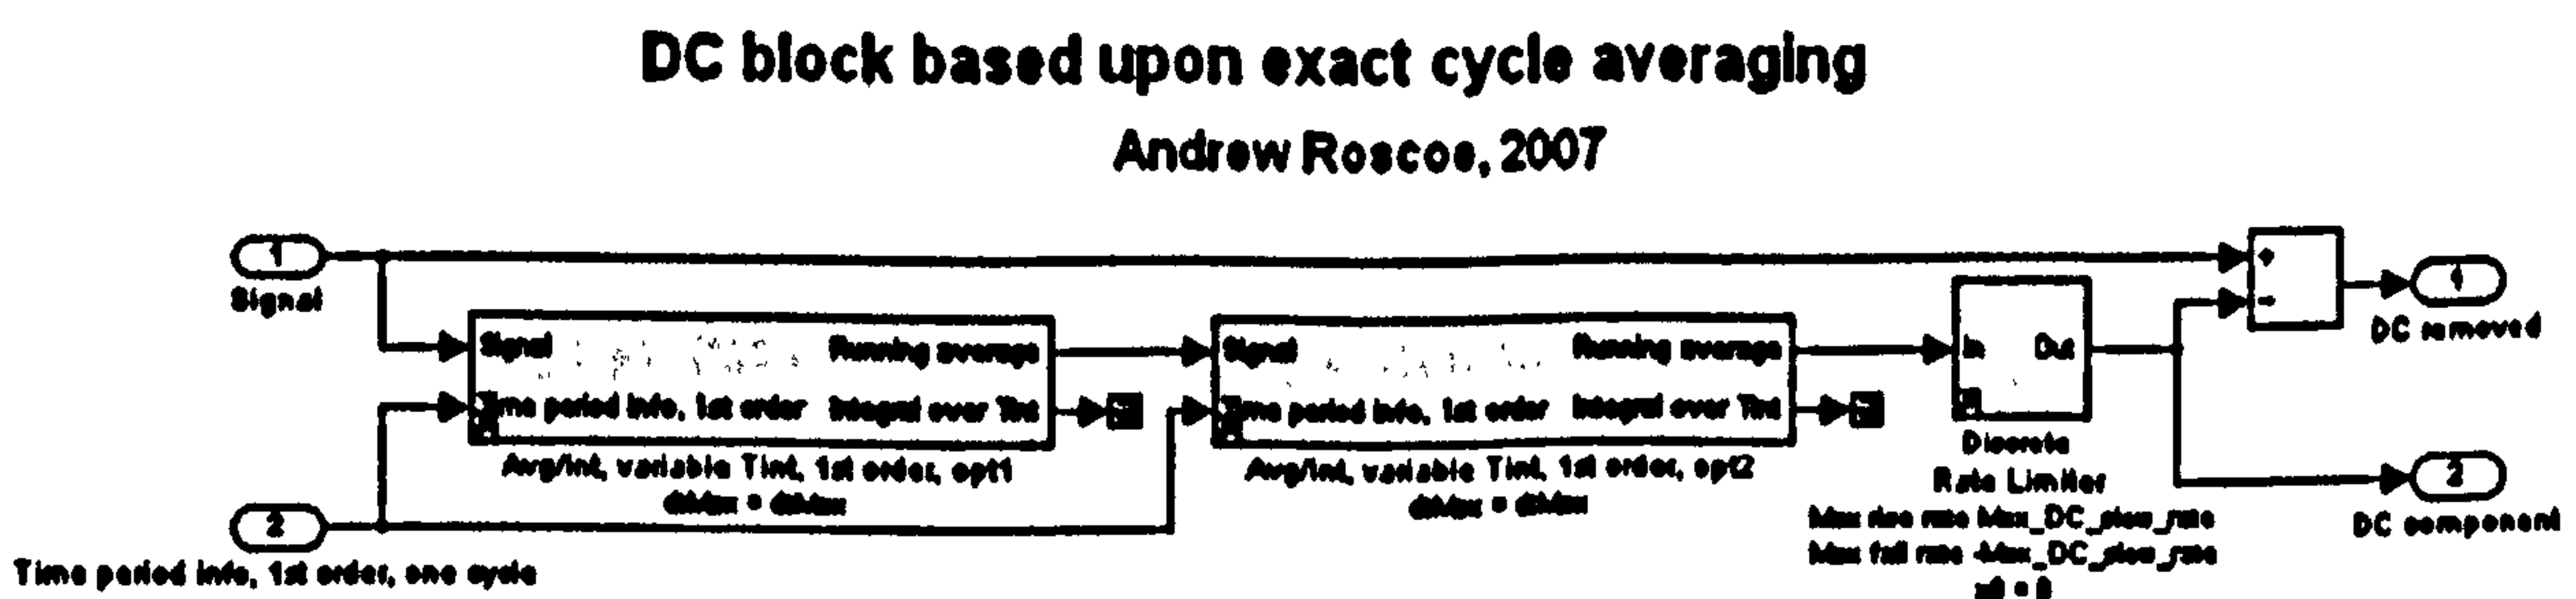 DC block based upon exact cycle averaging
Andrew Roscoe, 2007
1
Signal
Signal
Running average
Time period info, 1st order
Integral over Tint
Avg/Int, variable Tint, 1st order, opt1
Signal
Running average
Time period info, 1st order
Integral over Tint
Avg/Int, variable Tint, 1st order, opt2
In
Out
Discrete
Rate Limiter
Max rise rate Max_DC_slew_rate
Max fall rate -Max_DC_slew_rate
x0 = 0
+
-
1
DC removed
2
DC component
2
Time period info, 1st order, one cycle